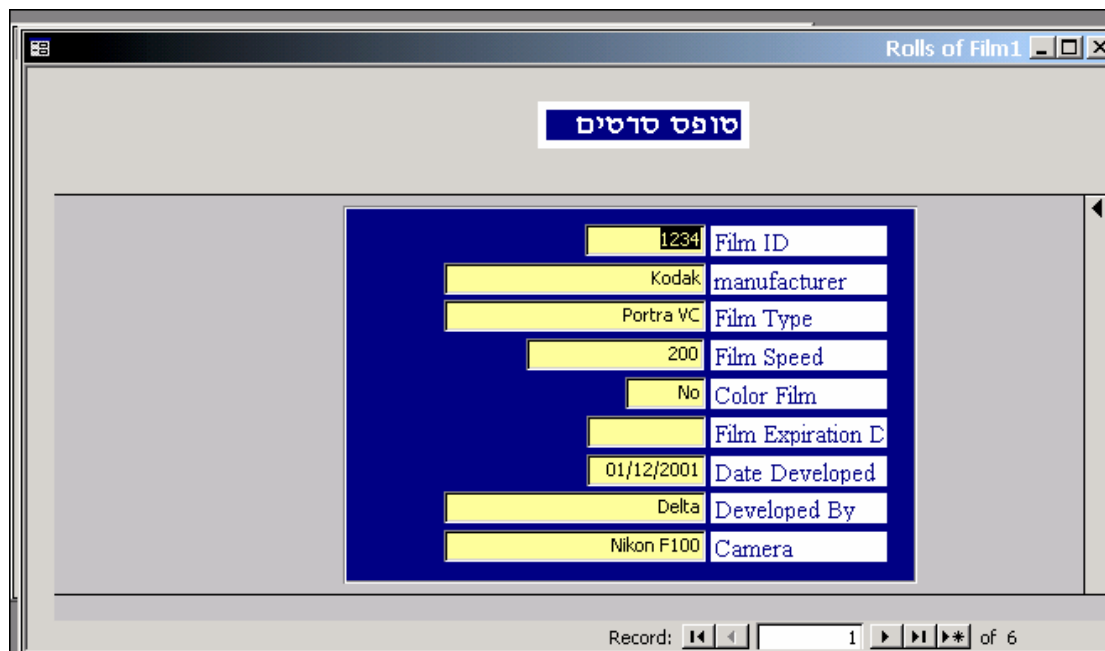 Rolls of Film1
טופס סרטים
1234 Film ID
Kodak manufacturer
Portra VC Film Type
200 Film Speed
No Color Film
Film Expiration D
01/12/2001 Date Developed
Delta Developed By
Nikon F100 Camera
Record: 1 of 6